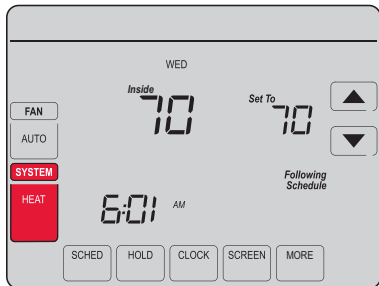 WED
Inside
70
Set To
70
FAN
AUTO
SYSTEM
HEAT
Following
Schedule
6:01 AM
SCHED
HOLD
CLOCK
SCREEN
MORE